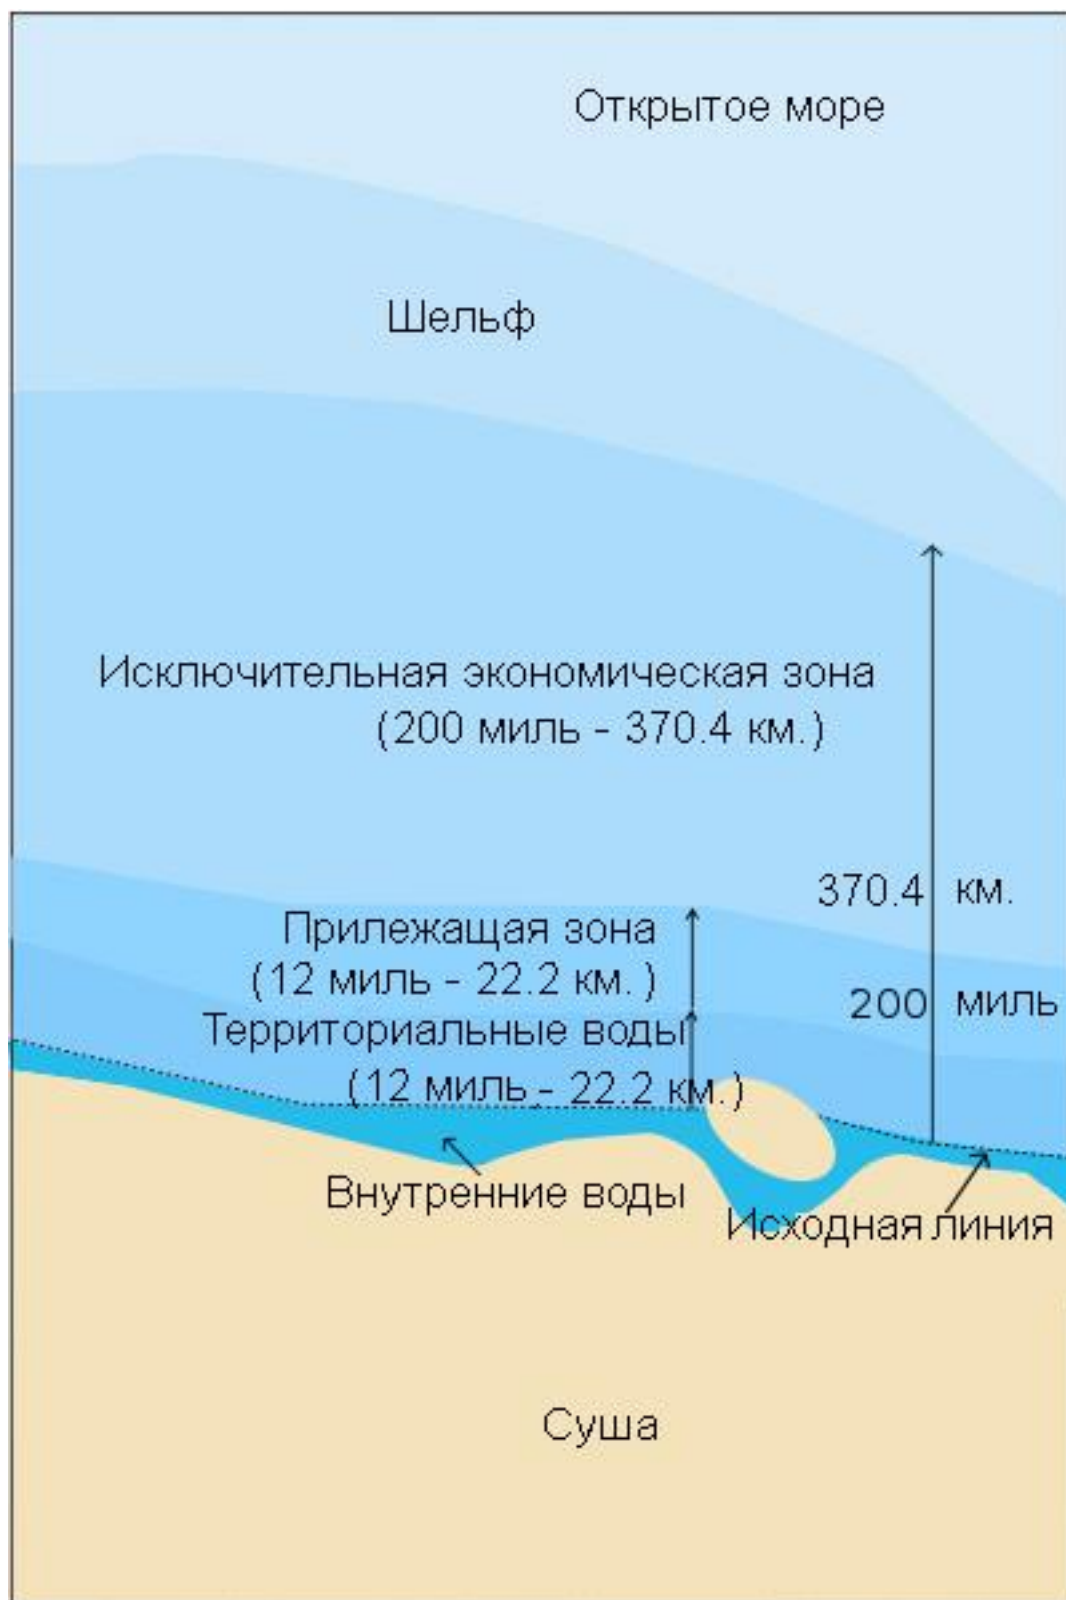 Открытое море
Шельф
Исключительная экономическая зона
(200 миль - 370.4 км.)
370.4 км.
Прилежащая зона
(12 миль - 22.2 км.)
200 миль
Территориальные воды
(12 миль - 22.2 км.)
Внутренние воды
Исходная линия
Суша